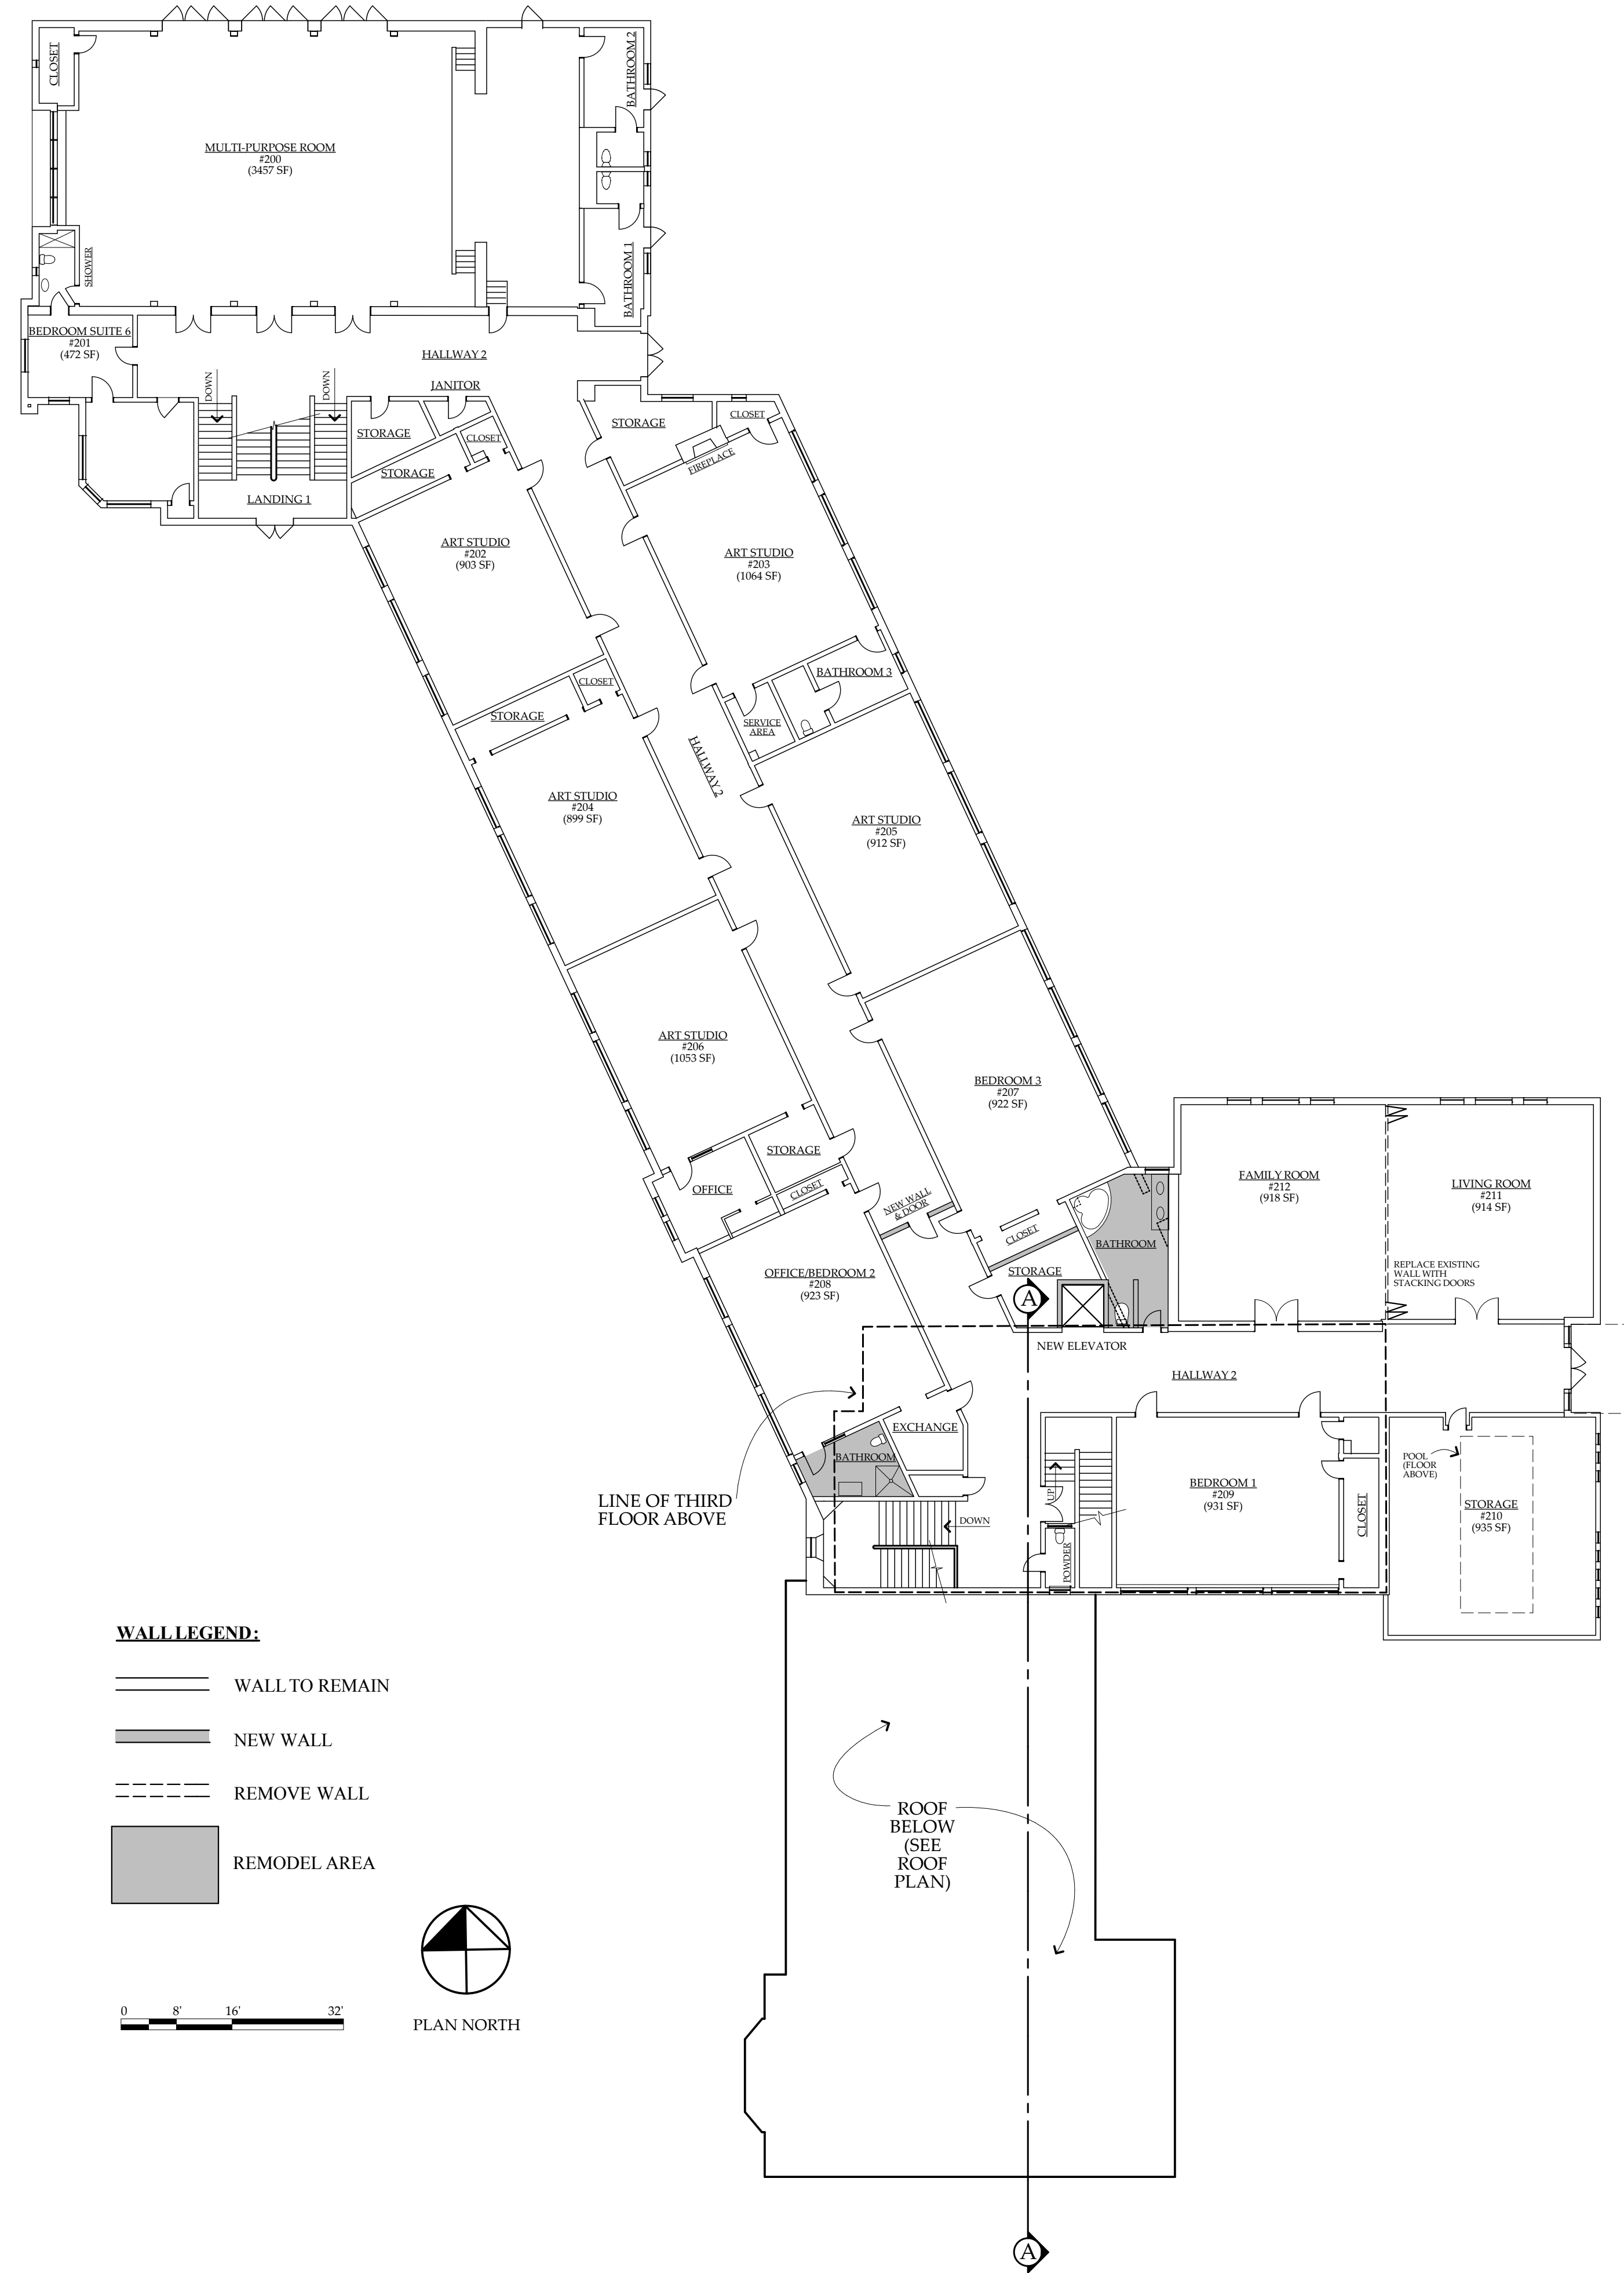 CLOSET
BATHROOM 2
MULTI-PURPOSE ROOM
#200
(3457 SF)
SHOWER
BATHROOM 1
BEDROOM SUITE 6
#201
(472 SF)
HALLWAY 2
DOWN
DOWN
JANITOR
STORAGE
CLOSET
STORAGE
LANDING 1
STORAGE
CLOSET
FIREPLACE
ART STUDIO
#202
(903 SF)
ART STUDIO
#203
(1064 SF)
CLOSET
STORAGE
BATHROOM 3
SERVICE
AREA
HALLWAY 2
ART STUDIO
#204
(899 SF)
ART STUDIO
#205
(912 SF)
ART STUDIO
#206
(1053 SF)
BEDROOM 3
#207
(922 SF)
STORAGE
OFFICE
CLOSET
NEW WALL
& DOOR
CLOSET
BATHROOM
FAMILY ROOM
#212
(918 SF)
LIVING ROOM
#211
(914 SF)
REPLACE EXISTING
WALL WITH
STACKING DOORS
OFFICE/BEDROOM 2
#208
(923 SF)
STORAGE
A
NEW ELEVATOR
HALLWAY 2
EXCHANGE
BATHROOM
LINE OF THIRD
FLOOR ABOVE
DOWN
UP
POWDER
BEDROOM 1
#209
(931 SF)
CLOSET
POOL
(FLOOR
ABOVE)
STORAGE
#210
(935 SF)
WALL LEGEND:
WALL TO REMAIN
NEW WALL
REMOVE WALL
REMODEL AREA
ROOF
BELOW
(SEE
ROOF
PLAN)
0 8' 16' 32'
PLAN NORTH
A